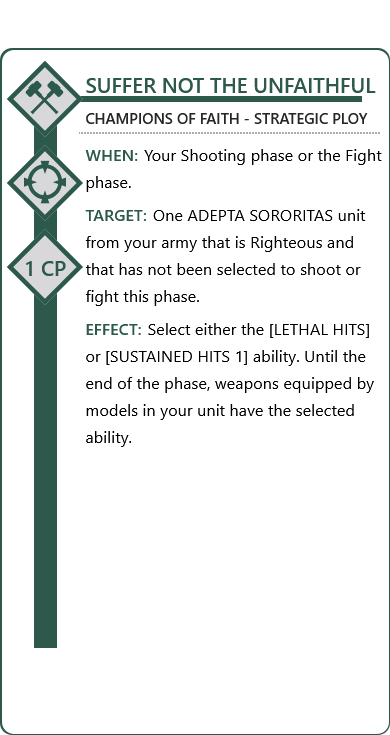 SUFFER NOT THE UNFAITHFUL
CHAMPIONS OF FAITH - STRATEGIC PLOY
WHEN: Your Shooting phase or the Fight
phase.
TARGET: One ADEPTA SORORITAS unit
from your army that is Righteous and
that has not been selected to shoot or
fight this phase.
1 CP
EFFECT: Select either the [LETHAL HITS]
or [SUSTAINED HITS 1] ability. Until the
end of the phase, weapons equipped by
models in your unit have the selected
ability.